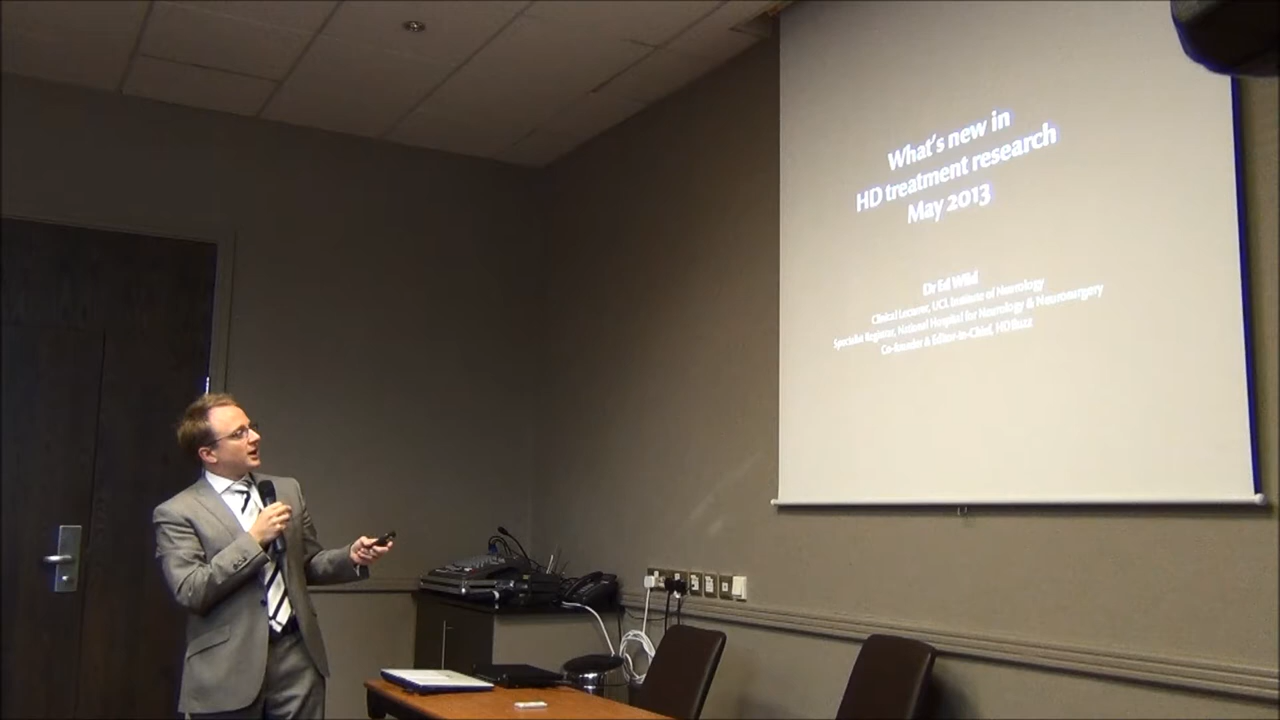 What's new in
HD treatment research
May 2013
Dr Ed Wild
Clinical Lecturer, UCL Institute of Neurology
Specialist Registrar, National Hospital for Neurology & Neurosurgery
Co-founder & Editor-in-Chief, HDBuzz